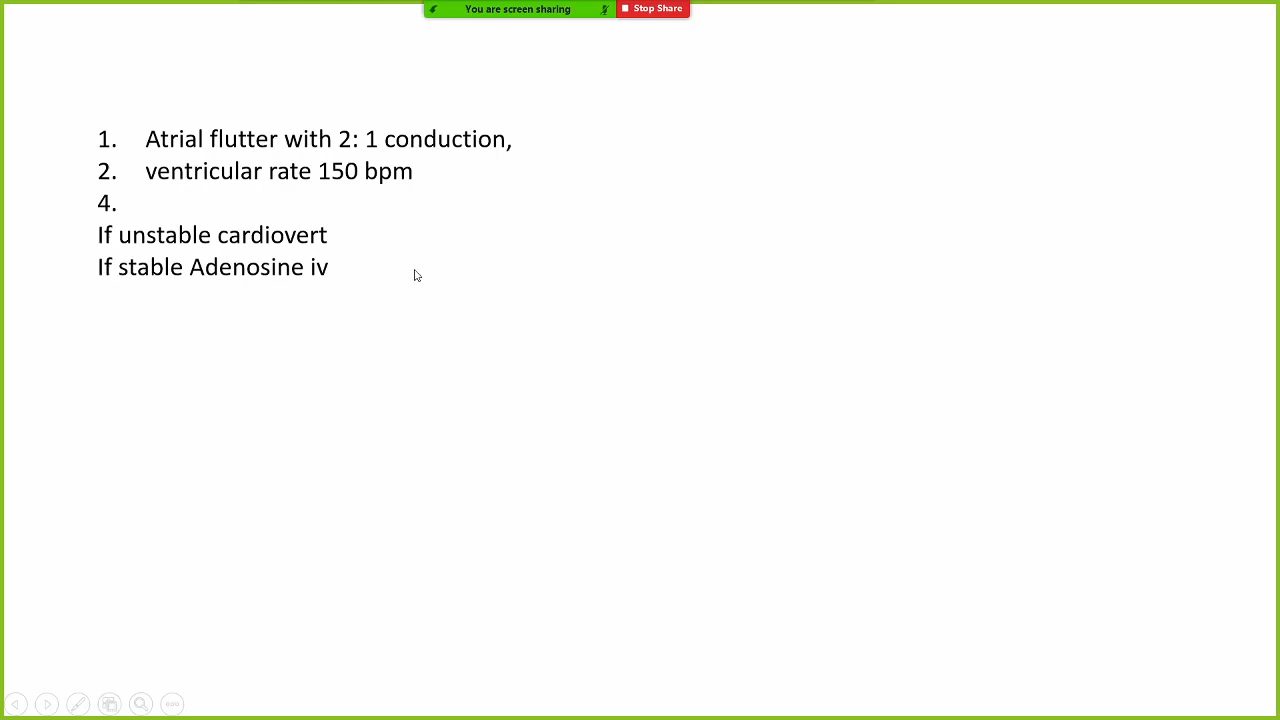 You are screen sharing
Stop Share
1. Atrial flutter with 2: 1 conduction,
2. ventricular rate 150 bpm
4.
If unstable cardiovert
If stable Adenosine iv